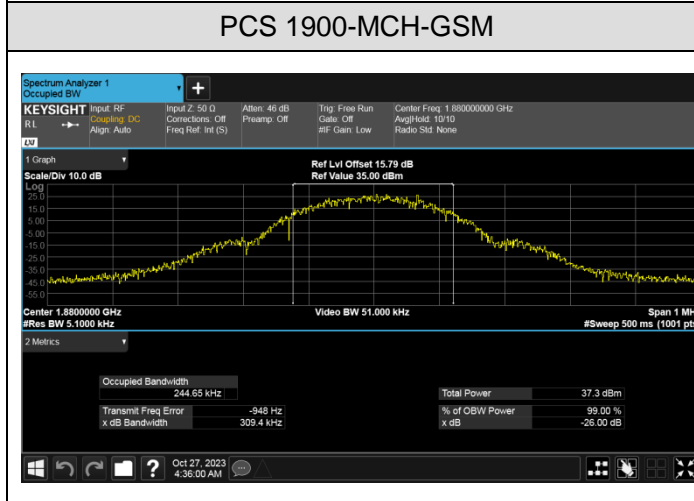 PCS 1900-MCH-GSM
Spectrum Analyzer 1
Occupied BW
KEYSIGHT Input: RF Input Z: 50 Ω Atten: 46 dB Trig: Free Run Center Freq: 1.880000000 GHz
RL Coupling: DC Corrections: Off Preamp: Off Gate: Off Avg|Hold: 10/10
Align: Auto Freq Ref: Int (S) #IF Gain: Low Radio Std: None
LXI
1 Graph Ref Lvl Offset 15.79 dB
Scale/Div 10.0 dB Ref Value 35.00 dBm
Log
25.0
15.0
5.00
-5.00
-15.0
-25.0
-35.0
-45.0
-55.0
Center 1.8800000 GHz Video BW 51.000 kHz Span 1 MH
#Res BW 5.1000 kHz #Sweep 500 ms (1001 pts
2 Metrics
Occupied Bandwidth
244.65 kHz Total Power 37.3 dBm
Transmit Freq Error -948 Hz % of OBW Power 99.00 %
x dB Bandwidth 309.4 kHz x dB -26.00 dB
? Oct 27, 2023
4:36:00 AM